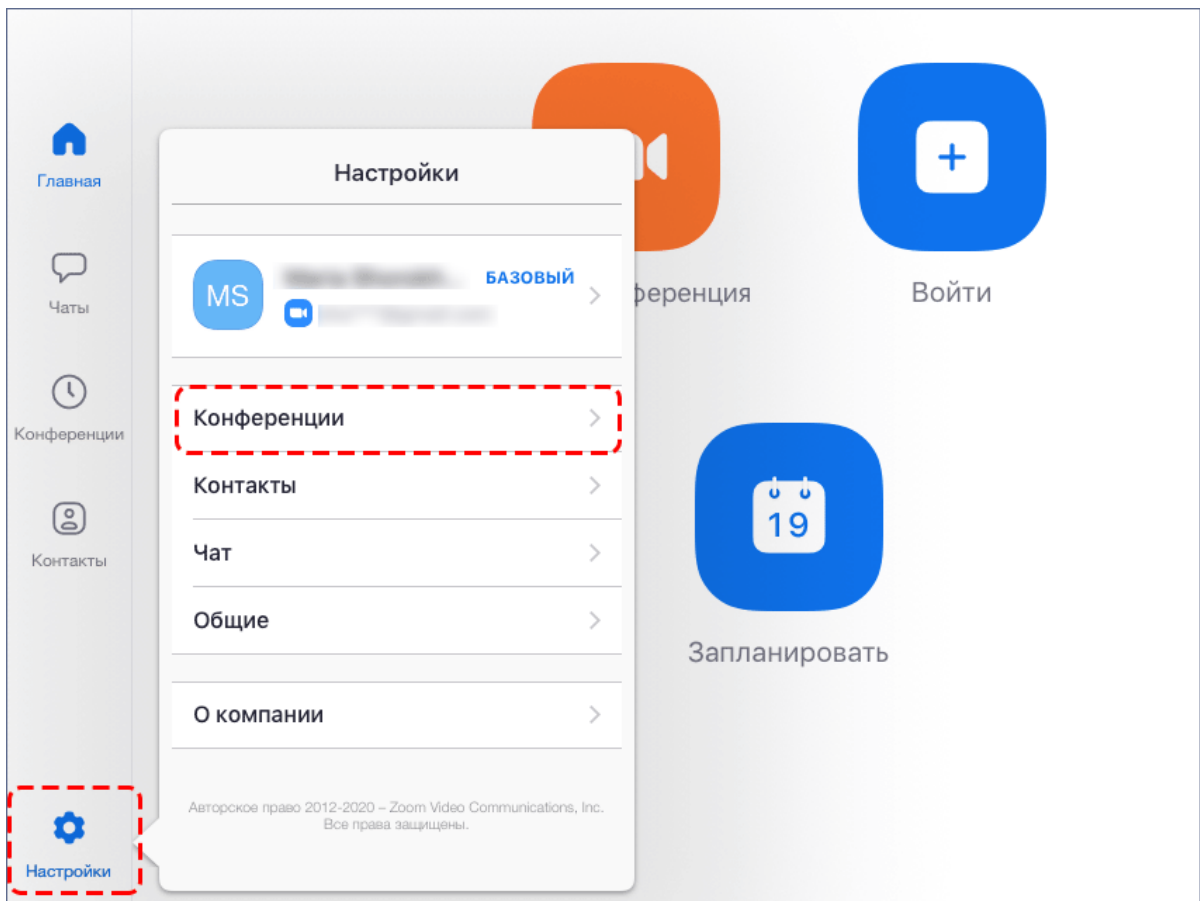 Главная
Чаты
Конференции
Контакты
Настройки
Настройки
MS
БАЗОВЫЙ
Конференции
Контакты
Чат
Общие
О компании
Авторское право 2012-2020 – Zoom Video Communications, Inc.
Все права защищены.
ференция
Войти
19
Запланировать